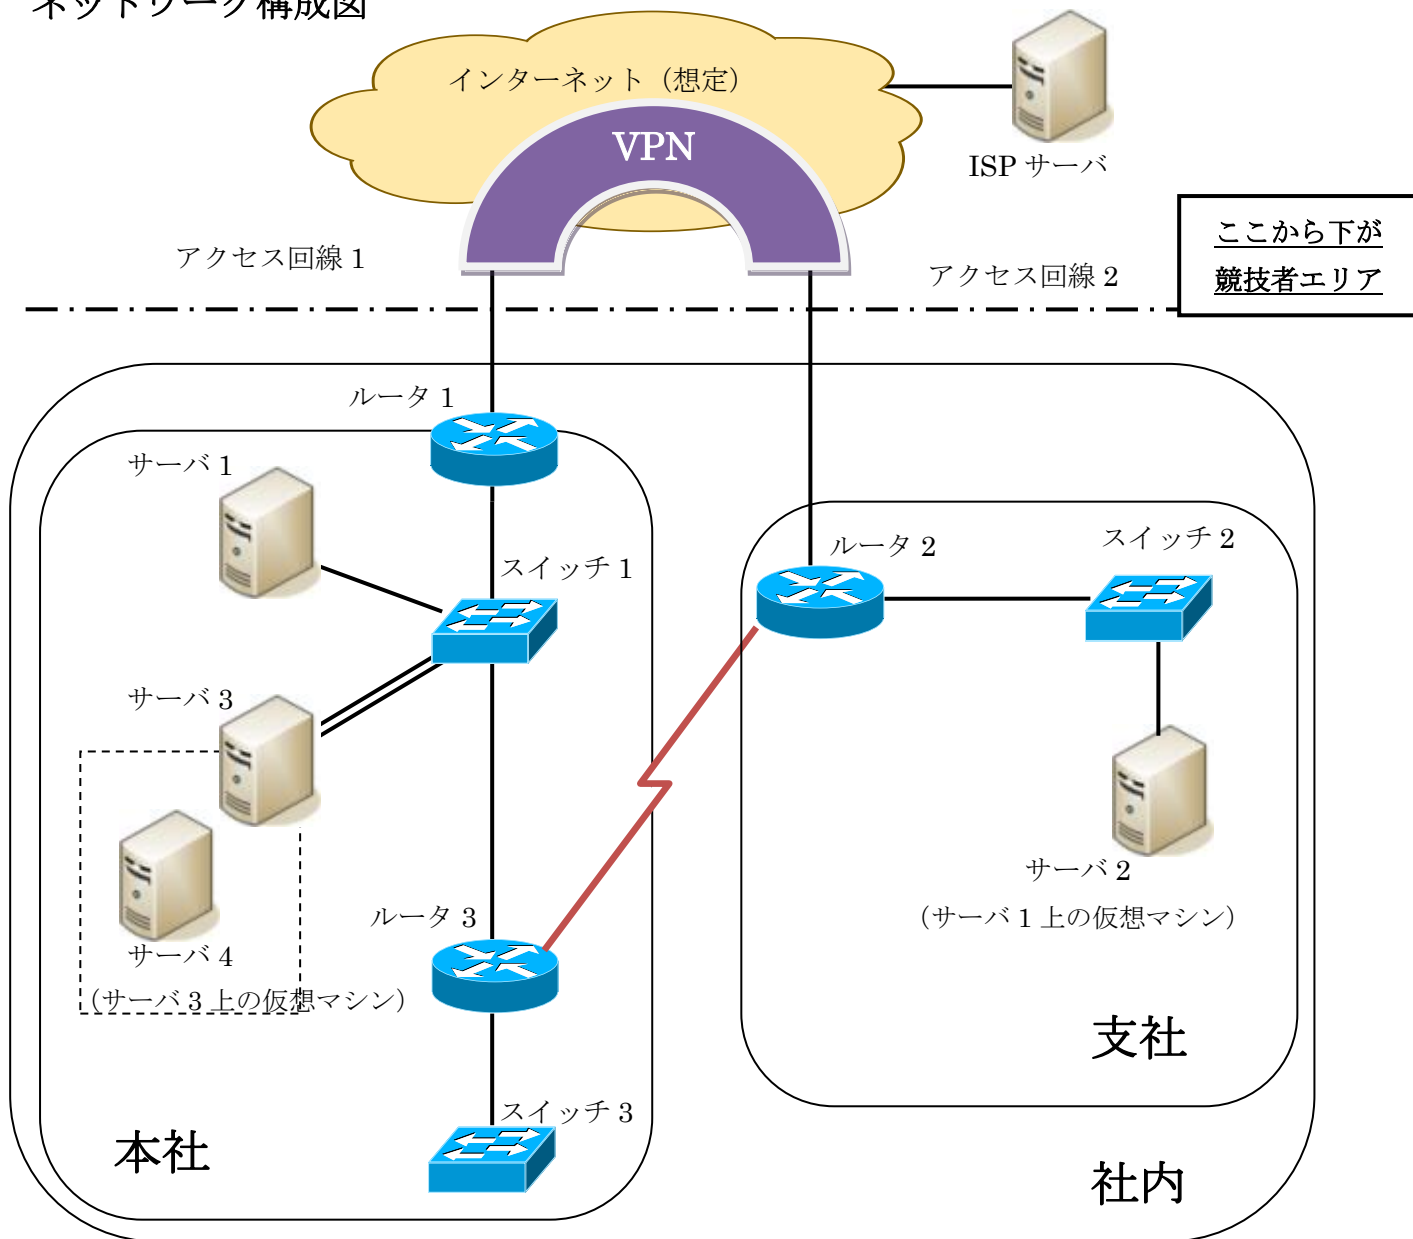 ネットワーク構成図
インターネット（想定）
VPN
ISP サーバ
アクセス回線 1
アクセス回線 2
ここから下が
競技者エリア
ルータ 1
サーバ 1
スイッチ 1
ルータ 2
スイッチ 2
サーバ 3
サーバ 2
（サーバ 1 上の仮想マシン）
ルータ 3
サーバ 4
（サーバ 3 上の仮想マシン）
支社
スイッチ 3
本社
社内